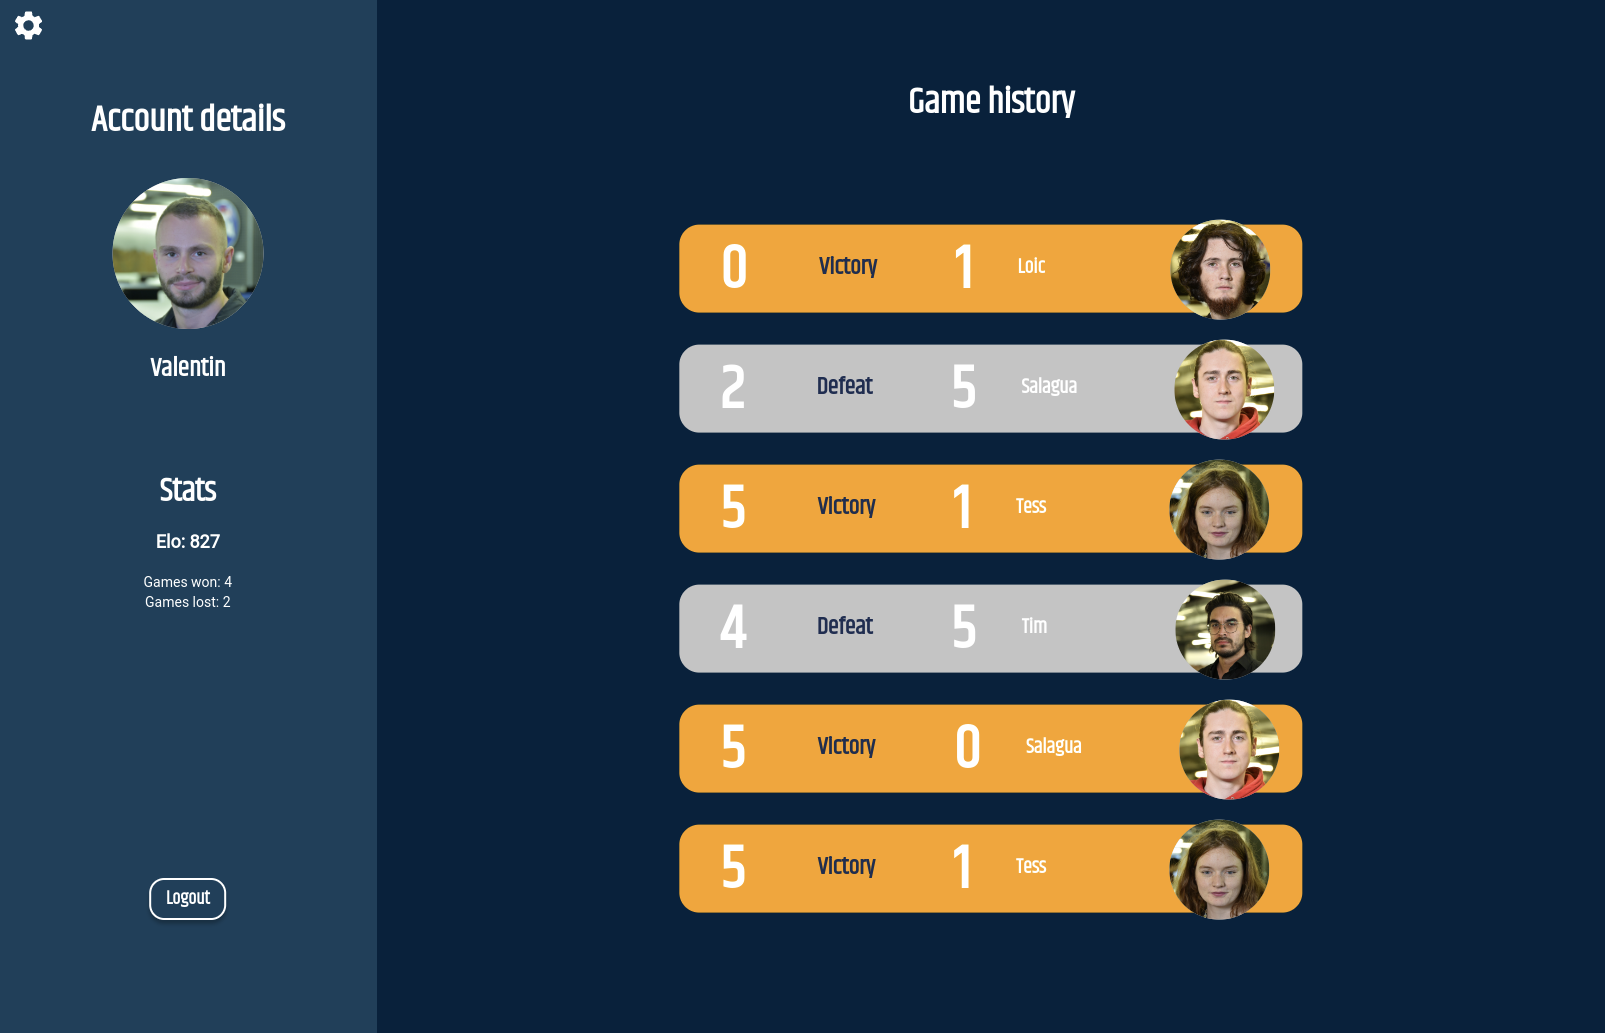 Account details
Valentin
Stats
Elo: 827
Games won: 4
Games lost: 2
Logout
Game history
0 Victory 1 Loic
2 Defeat 5 Salagua
5 Victory 1 Tess
4 Defeat 5 Tim
5 Victory 0 Salagua
5 Victory 1 Tess